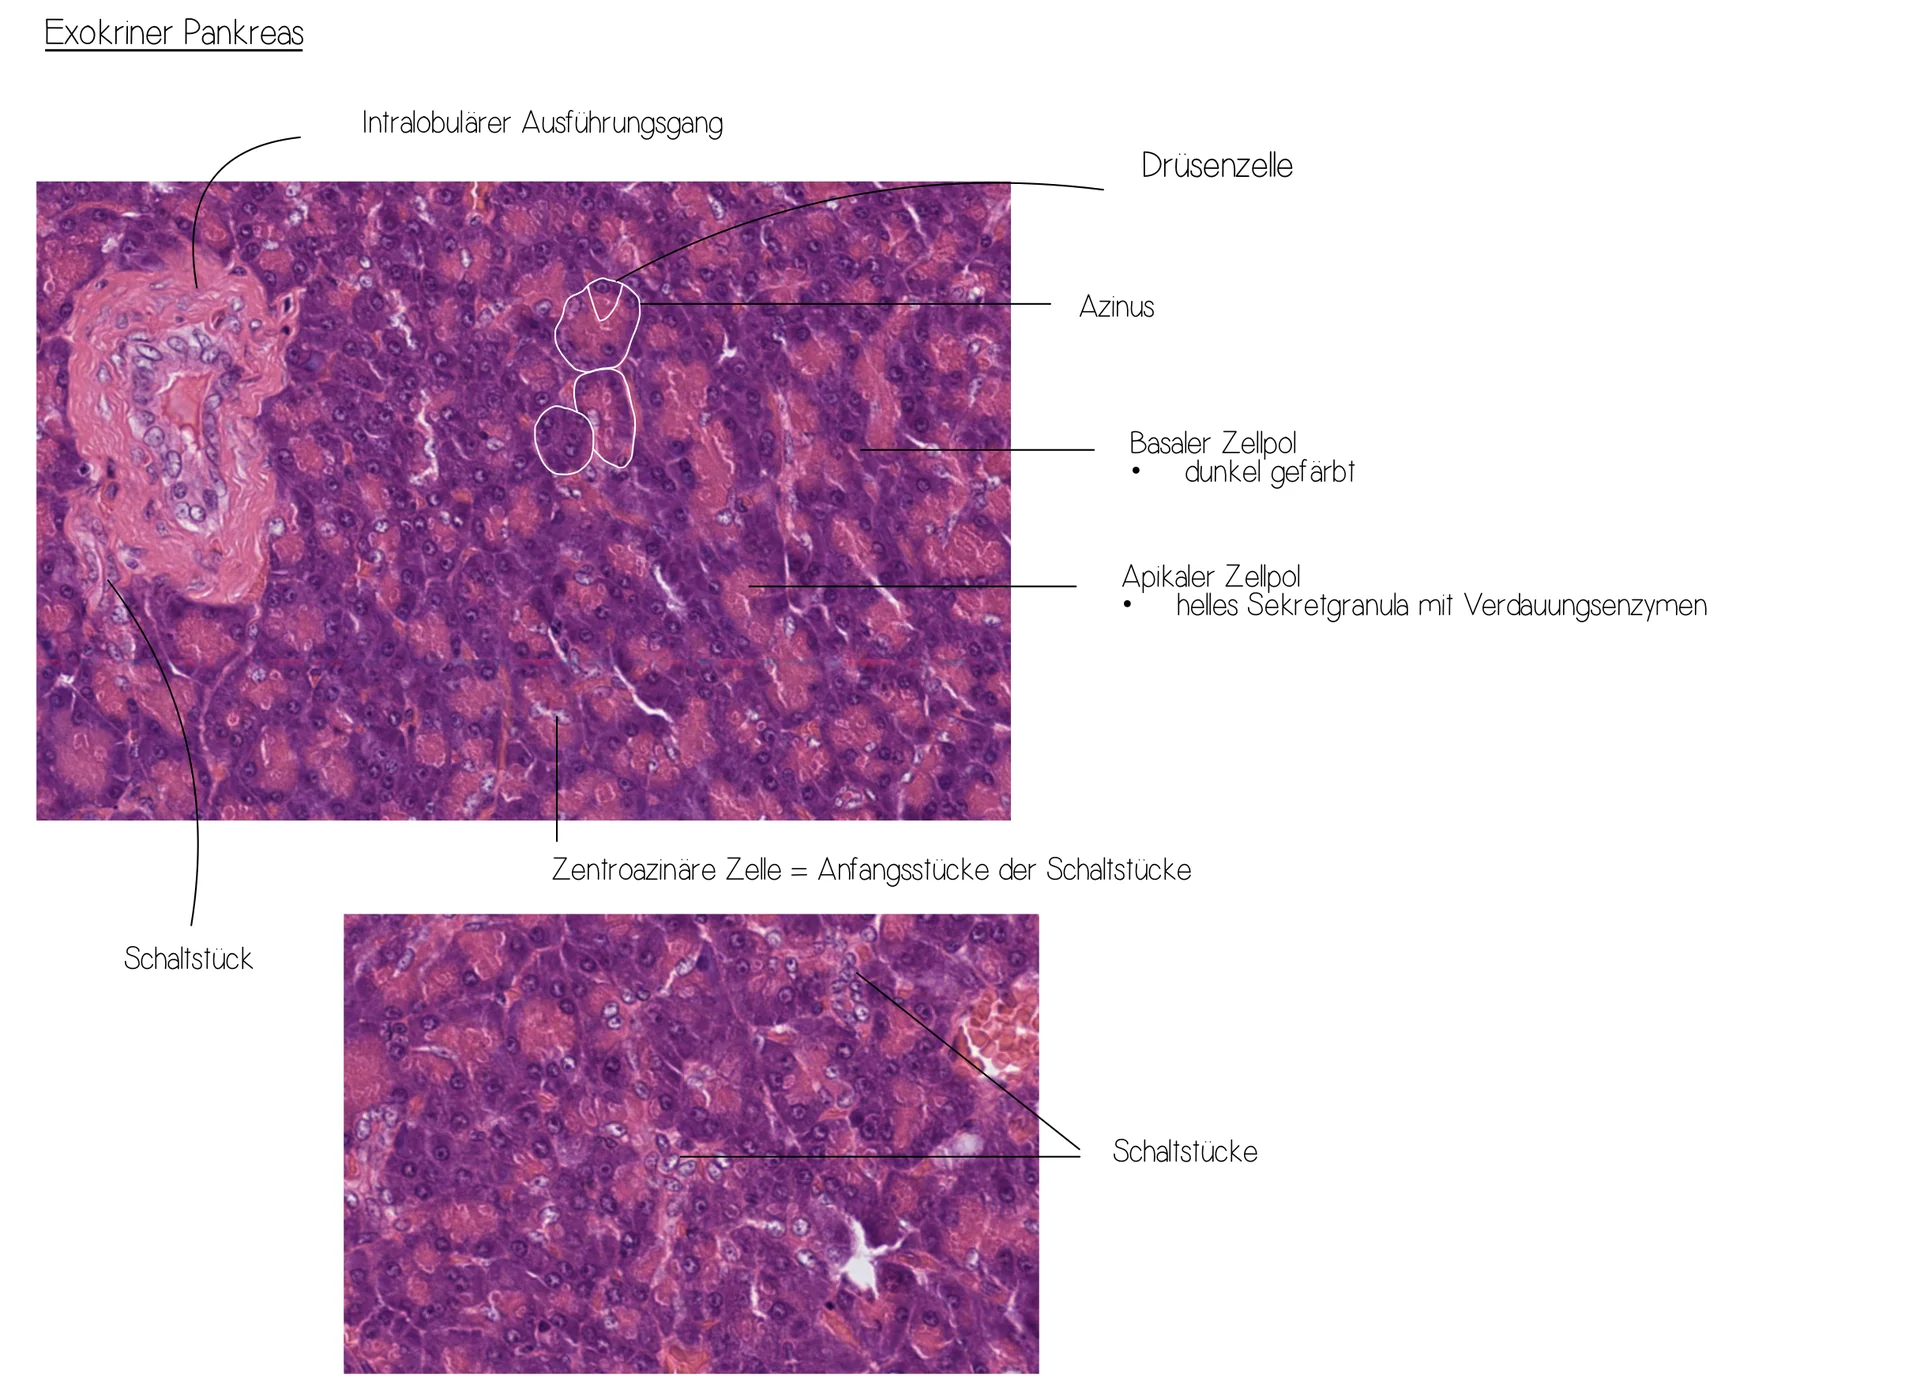 Exokriner Pankreas
Intralobulärer Ausführungsgang
Drüsenzelle
Azinus
Basaler Zellpol
• dunkel gefärbt
Apikaler Zellpol
• helles Sekretgranula mit Verdauungsenzymen
Zentroazinäre Zelle = Anfangsstücke der Schaltstücke
Schaltstück
Schaltstücke